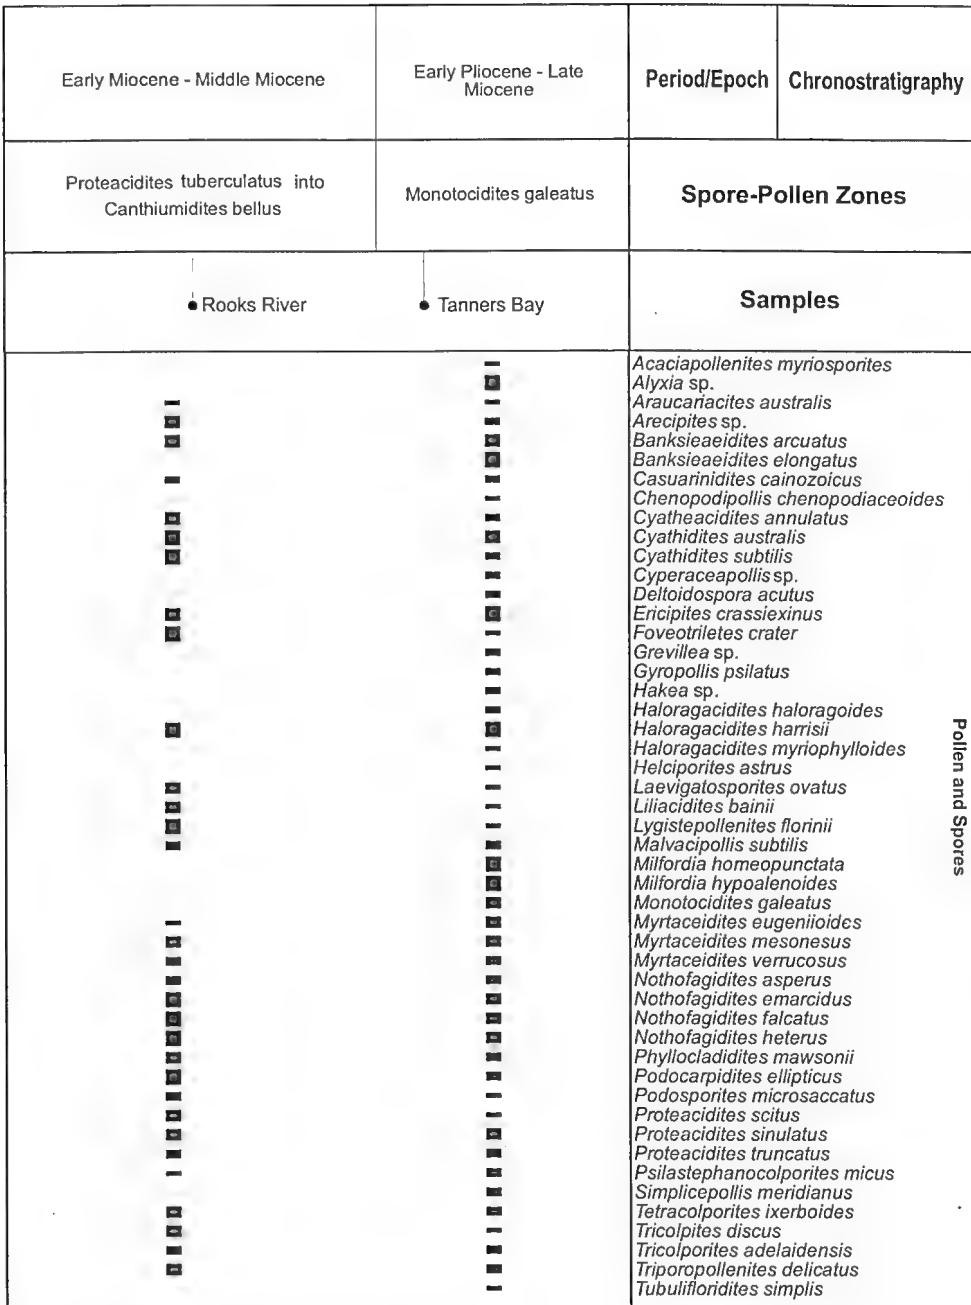 Early Miocene - Middle Miocene
Early Pliocene - Late
Miocene
Period/Epoch
Chronostratigraphy
Proteacidites tuberculatus into
Canthiumidites bellus
Monotocidites galeatus
Spore-Pollen Zones
Rooks River
Tanners Bay
Samples
Acaciapollenites myriosporites
Alyxia sp.
Araucariacites australis
Arecipites sp.
Banksieaeidites arcuatus
Banksieaeidites elongatus
Casuarinidites cainozoicus
Chenopodipollis chenopodiaceoides
Cyatheacidites annulatus
Cyathidites australis
Cyathidites subtilis
Cyperaceapollis sp.
Deltoidospora acutus
Ericipites crassiexinus
Foveotriletes crater
Grevillea sp.
Gyropollis psilatus
Hakea sp.
Haloragacidites haloragoides
Haloragacidites harrisii
Haloragacidites myriophylloides
Helciporites astrus
Laevigatosporites ovatus
Liliacidites bainii
Lygistepollenites florinii
Malvacipollis subtilis
Milfordia homeopunctata
Milfordia hypoalenoides
Monotocidites galeatus
Myrtaceidites eugeniioides
Myrtaceidites mesonesus
Myrtaceidites verrucosus
Nothofagidites asperus
Nothofagidites emarcidus
Nothofagidites falcatus
Nothofagidites heterus
Phyllocladidites mawsonii
Podocarpidites ellipticus
Podosporites microsaccatus
Proteacidites scitus
Proteacidites sinulatus
Proteacidites truncatus
Psilastephanocolporites micus
Simplicepollis meridianus
Tetracolporites ixerboides
Tricolpites discus
Tricolporites adelaidensis
Triporopollenites delicatus
Tubulifloridites simplis
Pollen and Spores